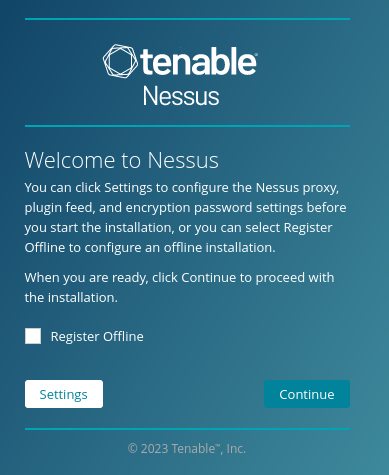 tenable®
Nessus
Welcome to Nessus
You can click Settings to configure the Nessus proxy,
plugin feed, and encryption password settings before
you start the installation, or you can select Register
Offline to configure an offline installation.
When you are ready, click Continue to proceed with
the installation.
Register Offline
Settings
Continue
© 2023 Tenable™, Inc.